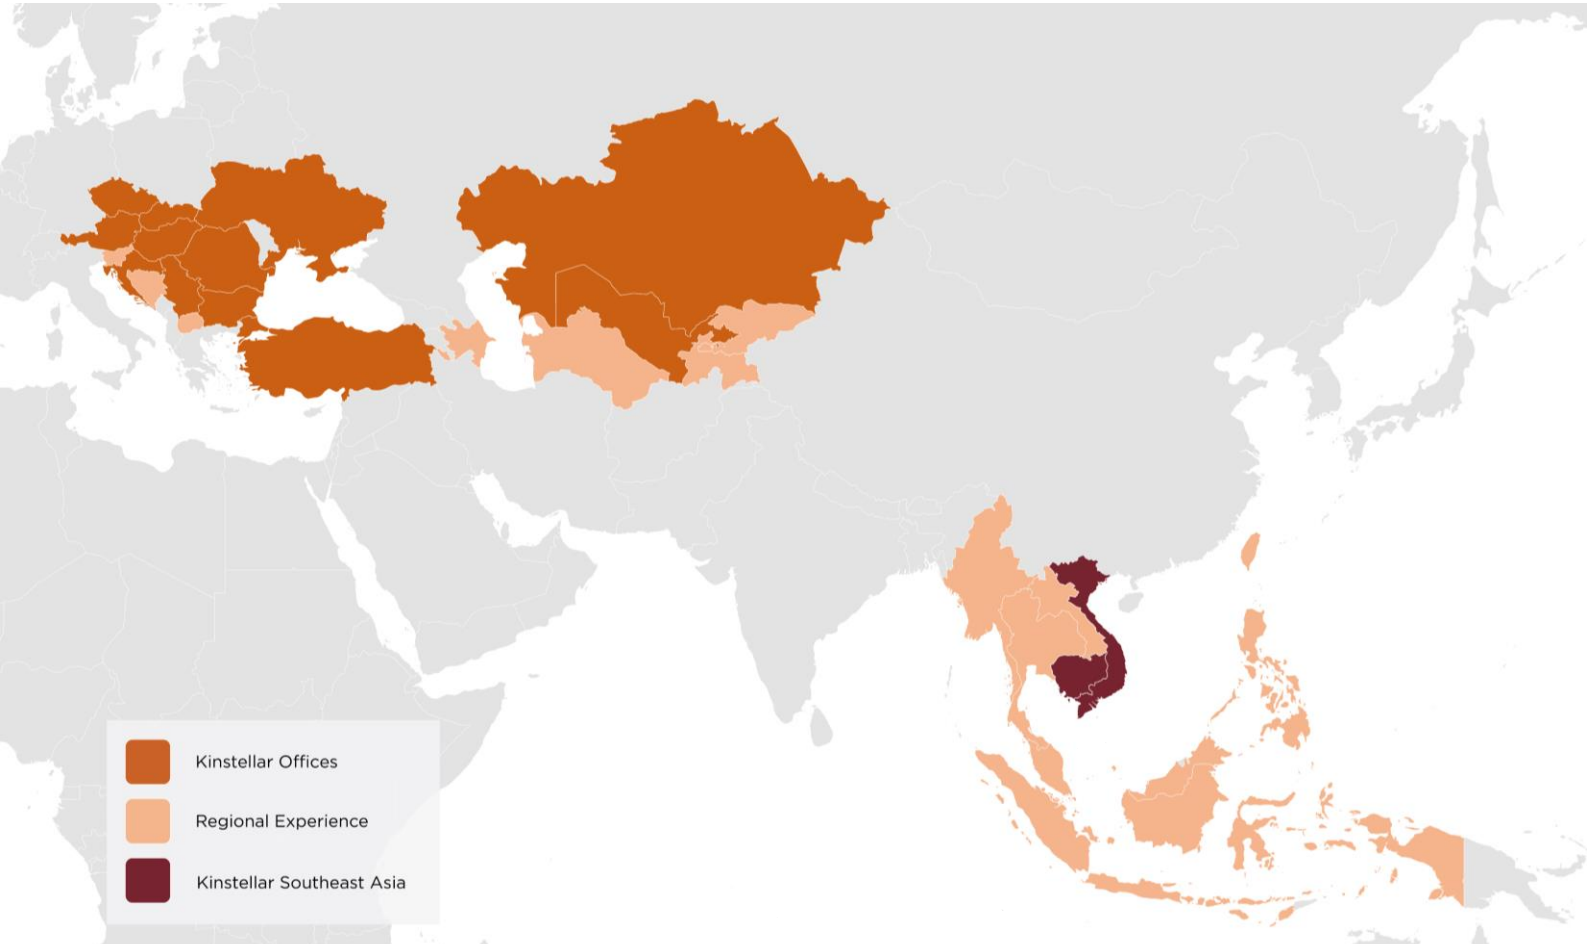 Kinstellar Offices
Regional Experience
Kinstellar Southeast Asia